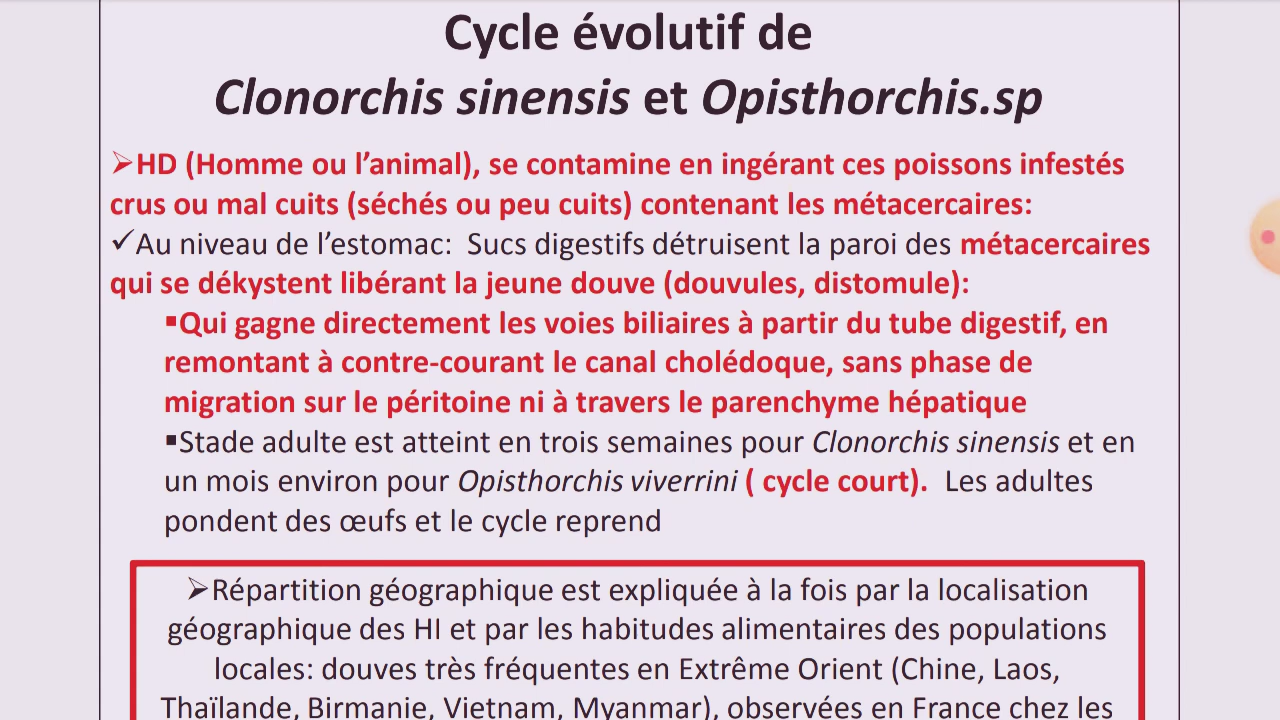 Cycle évolutif de
Clonorchis sinensis et Opisthorchis.sp
➢HD (Homme ou l’animal), se contamine en ingérant ces poissons infestés
crus ou mal cuits (séchés ou peu cuits) contenant les métacercaires:
✓Au niveau de l’estomac: Sucs digestifs détruisent la paroi des métacercaires
qui se dékystent libérant la jeune douve (douvules, distomule):
▪Qui gagne directement les voies biliaires à partir du tube digestif, en
remontant à contre-courant le canal cholédoque, sans phase de
migration sur le péritoine ni à travers le parenchyme hépatique
▪Stade adulte est atteint en trois semaines pour Clonorchis sinensis et en
un mois environ pour Opisthorchis viverrini ( cycle court). Les adultes
pondent des œufs et le cycle reprend
➢Répartition géographique est expliquée à la fois par la localisation
géographique des HI et par les habitudes alimentaires des populations
locales: douves très fréquentes en Extrême Orient (Chine, Laos,
Thaïlande, Birmanie, Vietnam, Myanmar), observées en France chez les